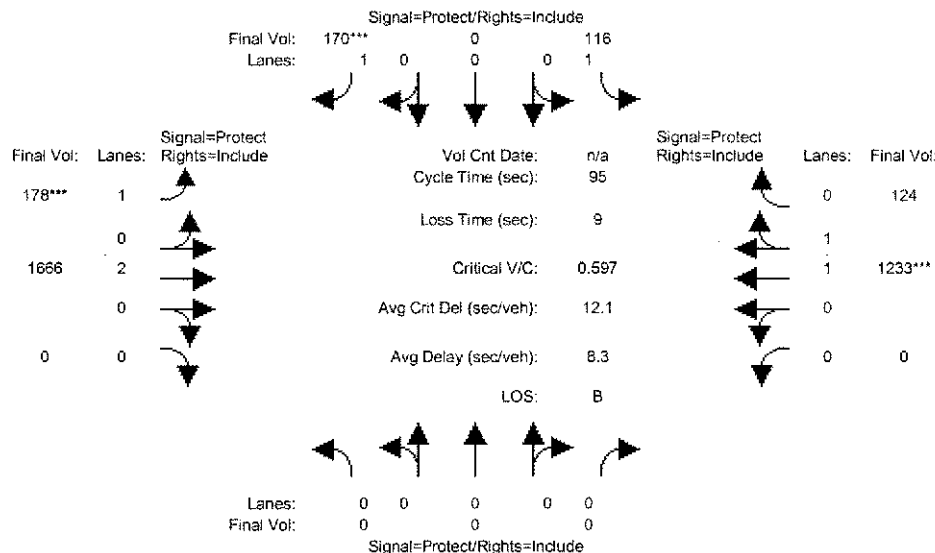 Signal=Protect/Rights=Include
Final Vol: 170*** 0 116
Lanes: 1 0 0 0 1
Signal=Protect
Final Vol: Lanes: Rights=Include
Vol Cnt Date: n/a
Signal=Protect
Rights=Include Lanes: Final Vol:
Cycle Time (sec): 95
178*** 1
0 124
Loss Time (sec): 9
0
1
1666 2
Critical V/C: 0.597
1 1233***
0
Avg Crit Del (sec/veh): 12.1
0
0 0
Avg Delay (sec/veh): 8.3
0 0
LOS: B
Lanes: 0 0 0 0 0
Final Vol: 0 0 0
Signal=Protect/Rights=Include